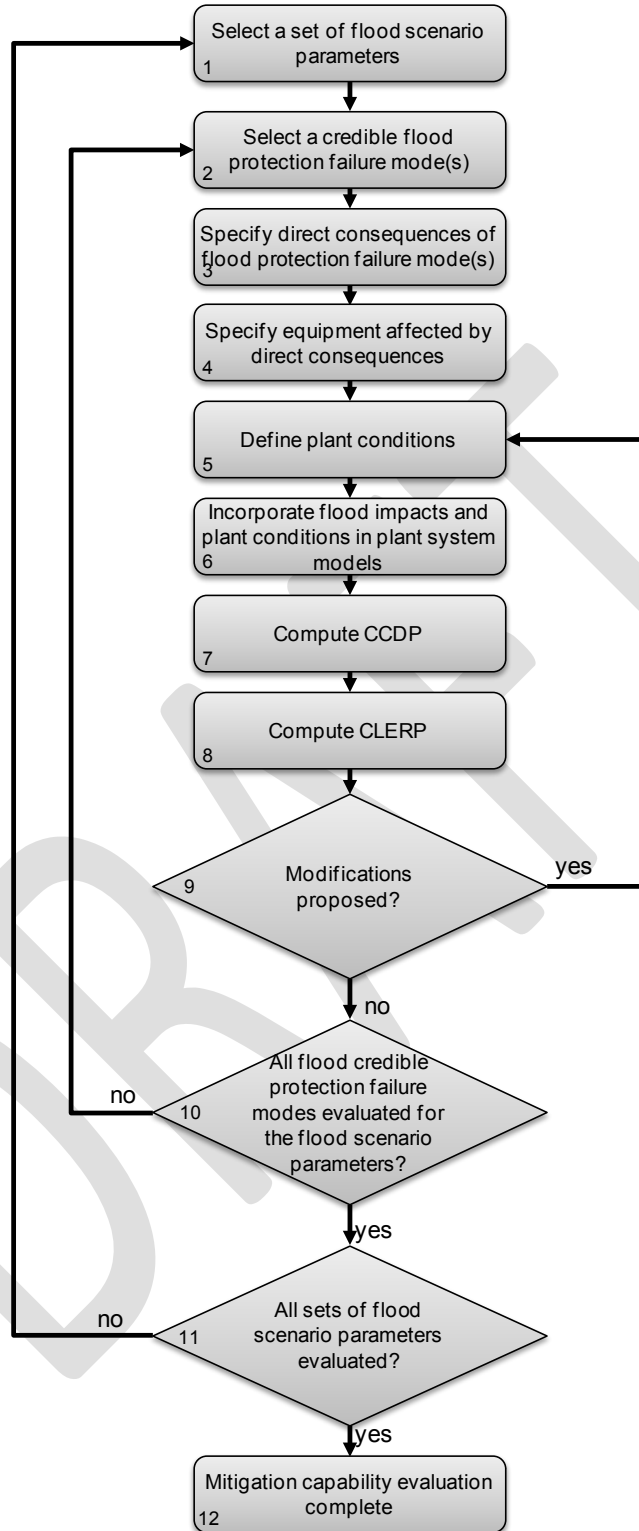 Select a set of flood scenario
parameters
1
Select a credible flood
protection failure mode(s)
2
Specify direct consequences of
flood protection failure mode(s)
3
Specify equipment affected by
direct consequences
4
Define plant conditions
5
Incorporate flood impacts and
plant conditions in plant system
models
6
Compute CCDP
7
Compute CLERP
8
Modifications
proposed?
9
yes
no
All flood credible
protection failure
modes evaluated for
the flood scenario
parameters?
10
no
yes
All sets of flood
scenario parameters
evaluated?
11
no
yes
Mitigation capability evaluation
complete
12
DRAFT